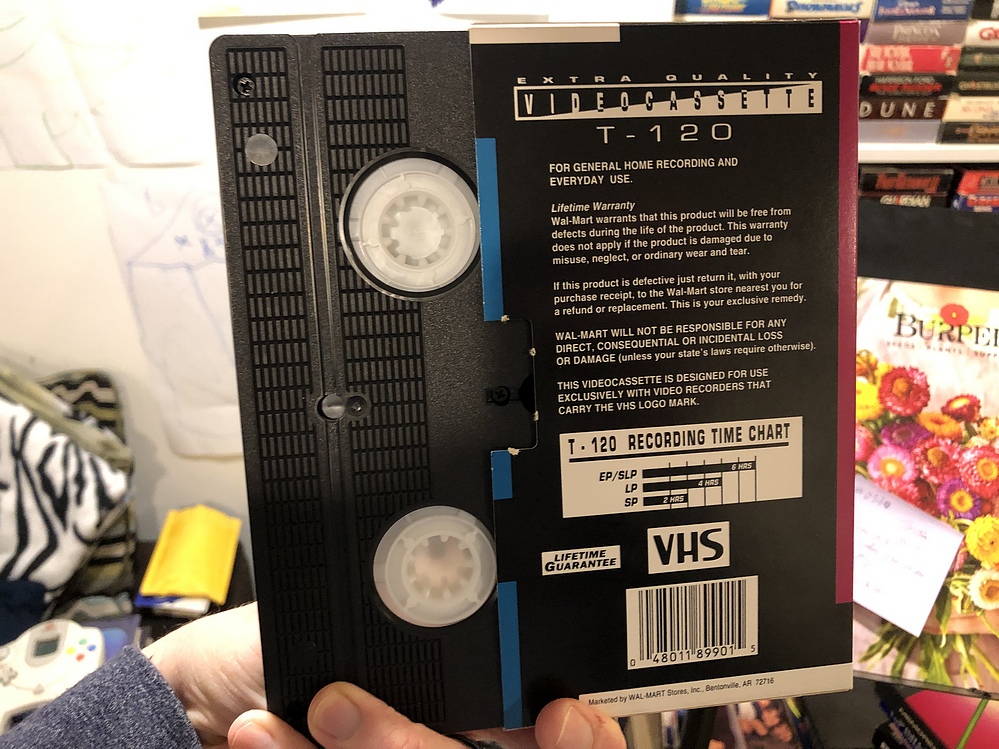 EXTRA QUALITY
VIDEOCASSETTE
T-120
FOR GENERAL HOME RECORDING AND
EVERYDAY USE.
Lifetime Warranty
Wal-Mart warrants that this product will be free from
defects during the life of the product. This warranty
does not apply if the product is damaged due to
misuse, neglect, or ordinary wear and tear.
If this product is defective just return it, with your
purchase receipt, to the Wal-Mart store nearest you for
a refund or replacement. This is your exclusive remedy.
WAL-MART WILL NOT BE RESPONSIBLE FOR ANY
DIRECT, CONSEQUENTIAL OR INCIDENTAL LOSS
OR DAMAGE (unless your state's laws require otherwise).
THIS VIDEOCASSETTE IS DESIGNED FOR USE
EXCLUSIVELY WITH VIDEO RECORDERS THAT
CARRY THE VHS LOGO MARK.
T-120 RECORDING TIME CHART
EP/SLP 6 HRS
LP 4 HRS
SP 2 HRS
LIFETIME
GUARANTEE
VHS
0 48011 89901 5
Marketed by WAL-MART Stores, Inc., Bentonville, AR 72716
HARRISON FORD
DUNE
BURPEE